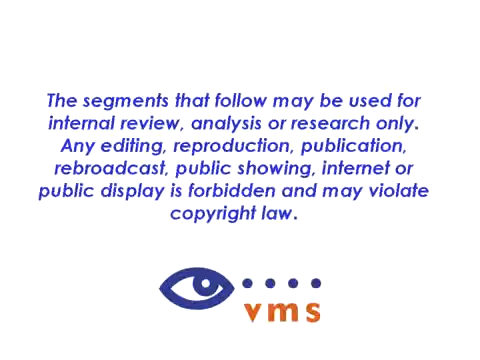 The segments that follow may be used for
internal review, analysis or research only.
Any editing, reproduction, publication,
rebroadcast, public showing, internet or
public display is forbidden and may violate
copyright law.
vms